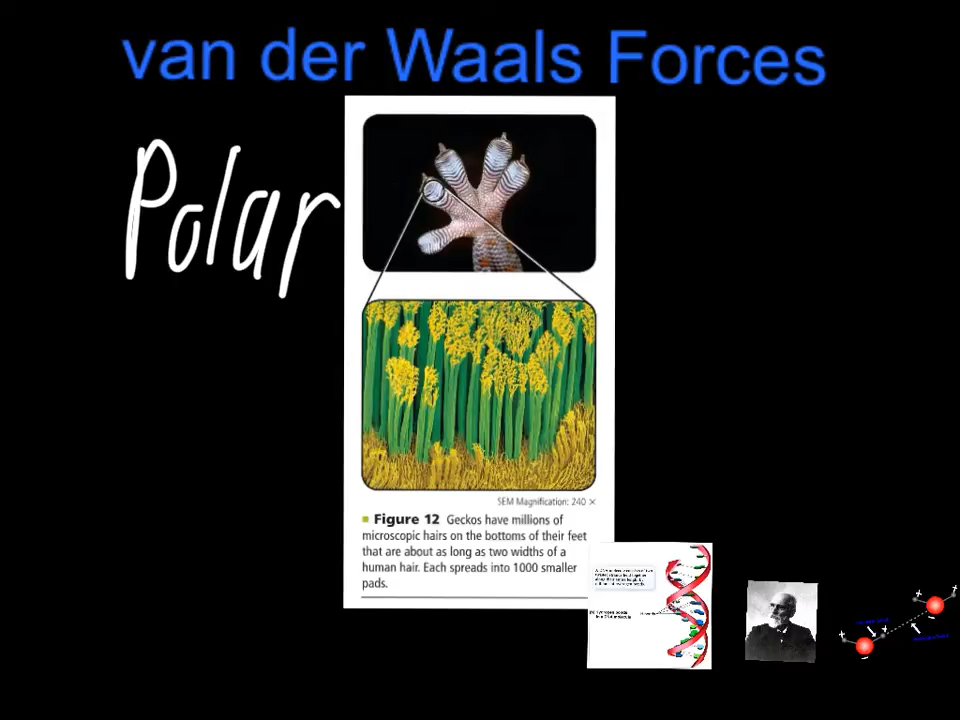 van der Waals Forces
Polar
SEM Magnification: 240 ×
Figure 12 Geckos have millions of
microscopic hairs on the bottoms of their feet
that are about as long as two widths of a
human hair. Each spreads into 1000 smaller
pads.